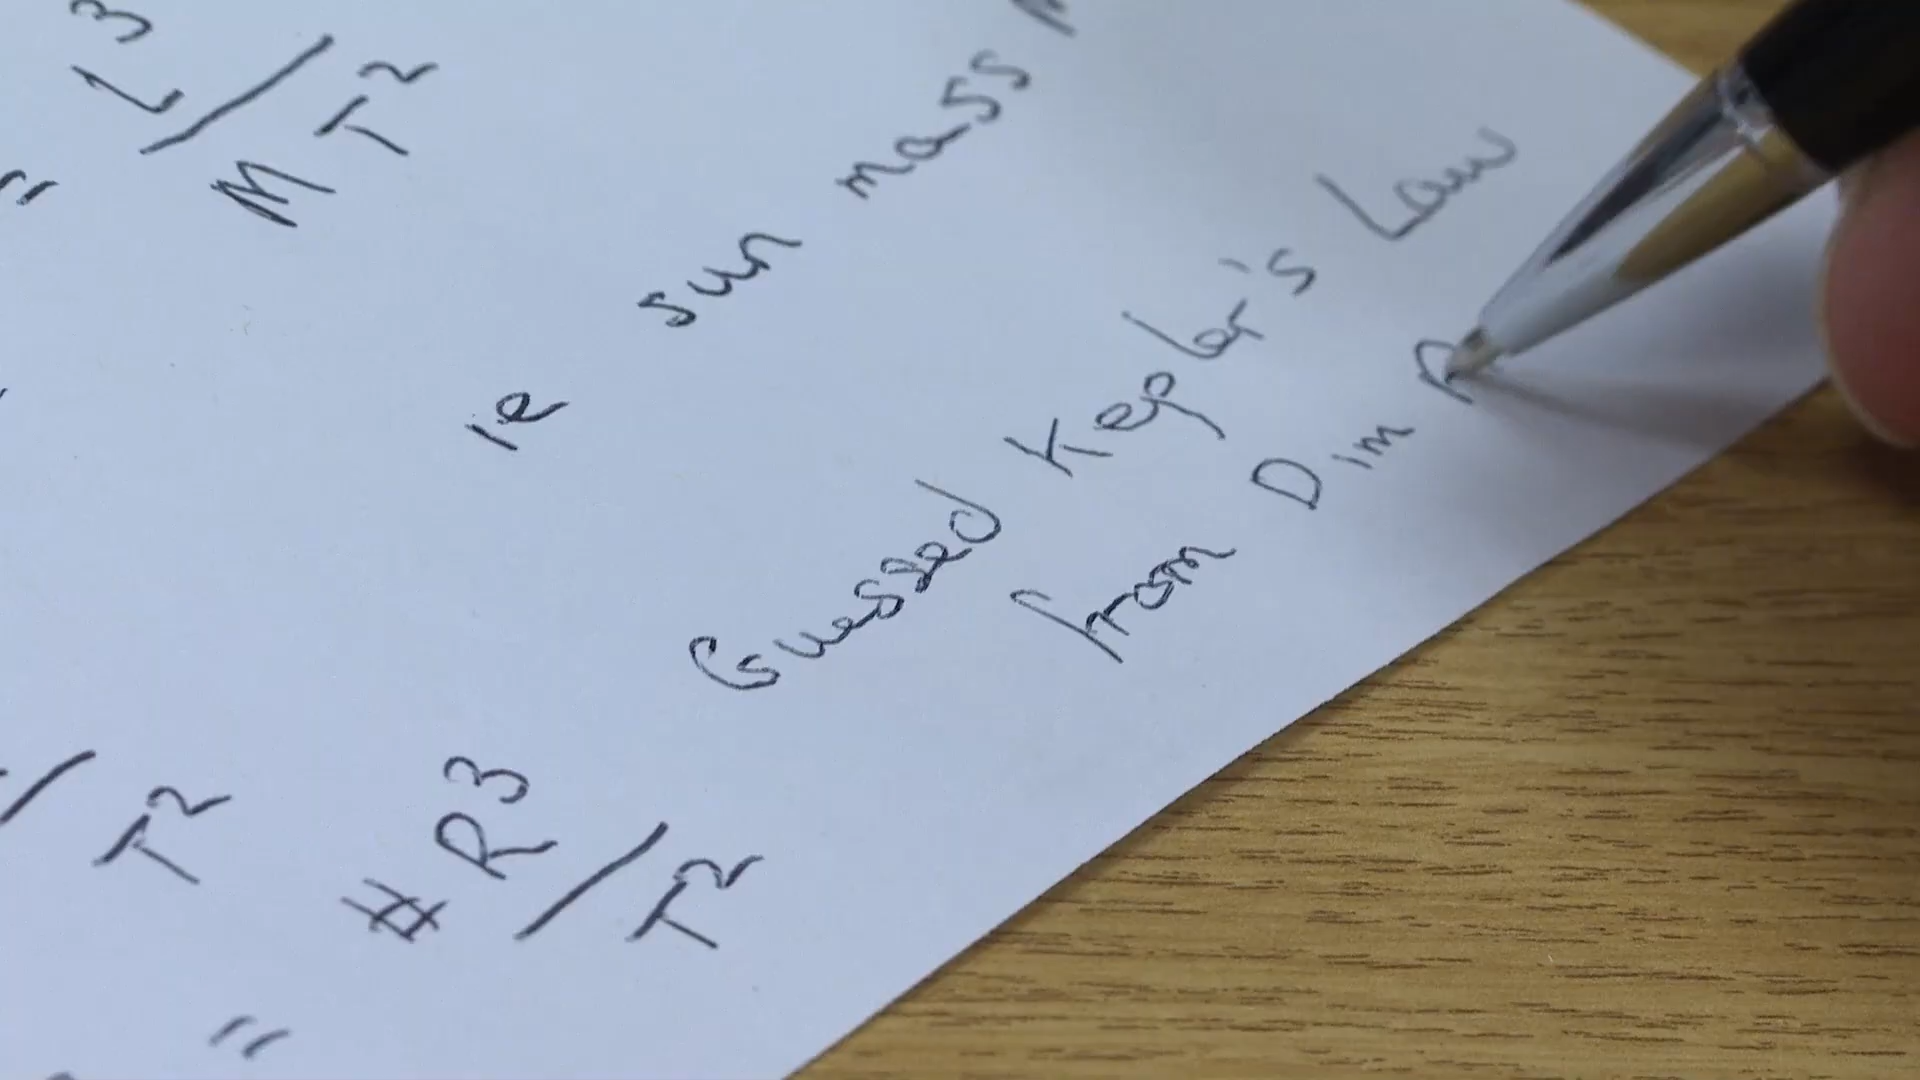 L³/MT²
ie sun mass
/T²
# R³/T²
Guessed Kepler's Law
from Dim A